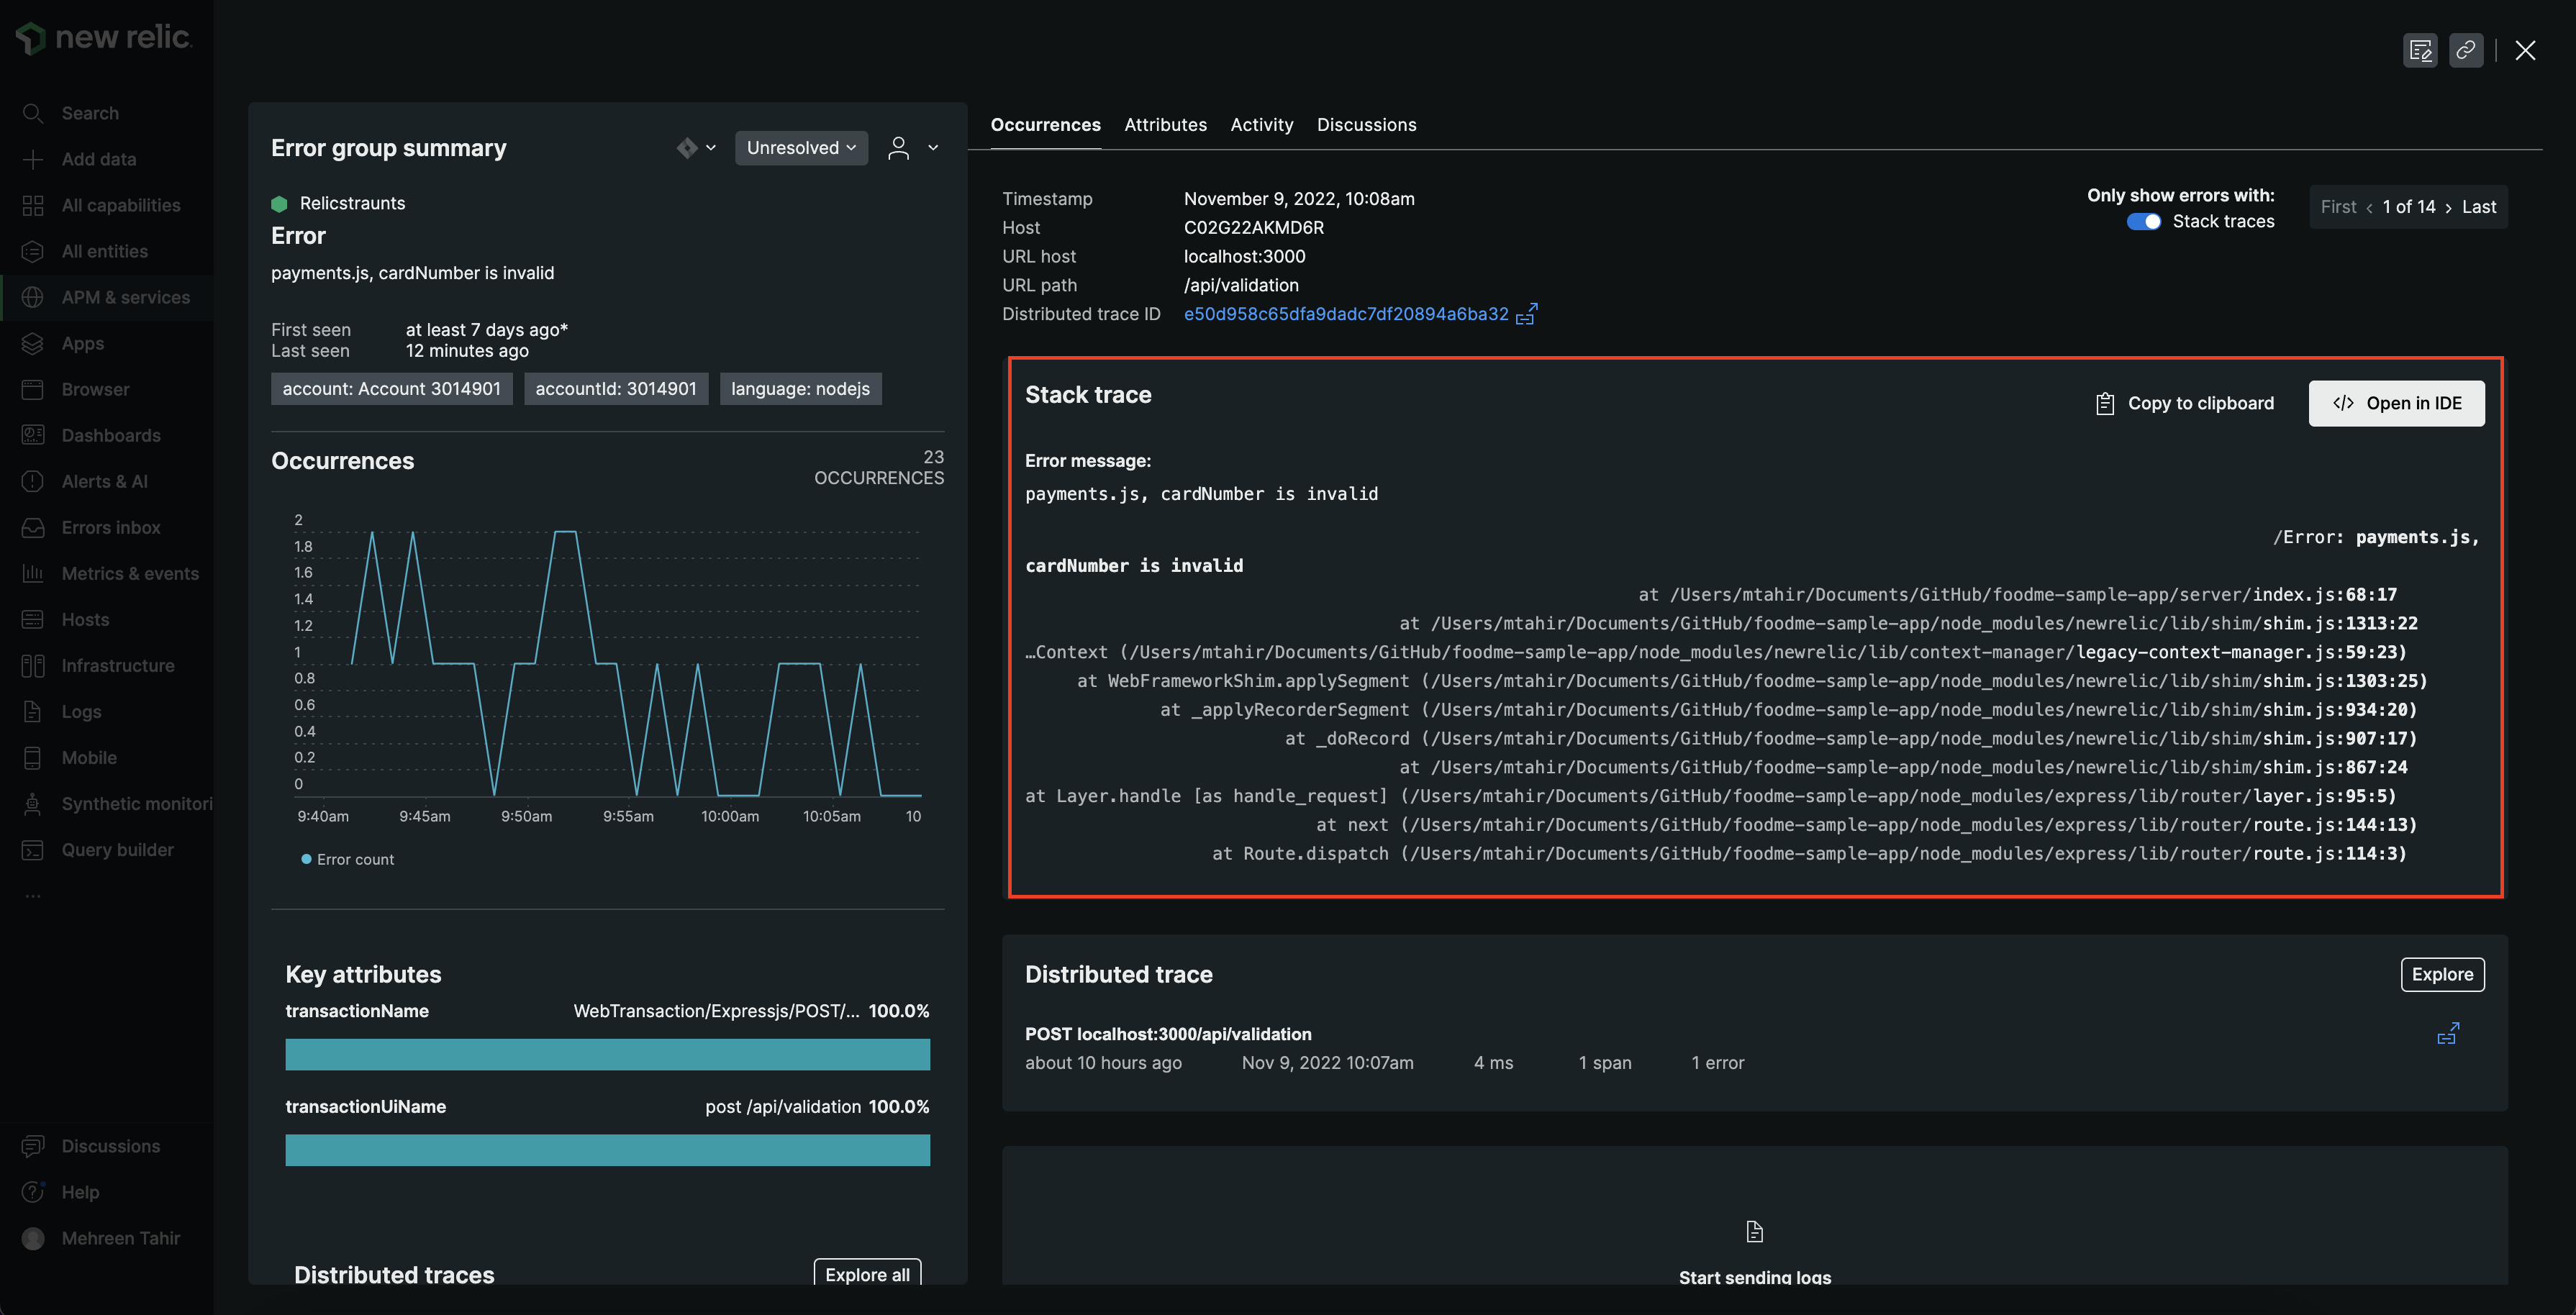 new relic.
Search
Add data
All capabilities
All entities
APM & services
Apps
Browser
Dashboards
Alerts & AI
Errors inbox
Metrics & events
Hosts
Infrastructure
Logs
Mobile
Synthetic monitori
Query builder
...
Discussions
Help
Mehreen Tahir
Error group summary
Unresolved
Relicstraunts
Error
payments.js, cardNumber is invalid
First seen at least 7 days ago*
Last seen 12 minutes ago
account: Account 3014901 accountId: 3014901 language: nodejs
Occurrences
23
OCCURRENCES
2
1.8
1.6
1.4
1.2
1
0.8
0.6
0.4
0.2
0
9:40am 9:45am 9:50am 9:55am 10:00am 10:05am 10
Error count
Key attributes
transactionName WebTransaction/Expressjs/POST/... 100.0%
transactionUiName post /api/validation 100.0%
Distributed traces Explore all
Occurrences Attributes Activity Discussions
Timestamp November 9, 2022, 10:08am
Host C02G22AKMD6R
URL host localhost:3000
URL path /api/validation
Distributed trace ID e50d958c65dfa9dadc7df20894a6ba32
Only show errors with:
Stack traces
First < 1 of 14 > Last
Stack trace
Copy to clipboard
</> Open in IDE
Error message:
payments.js, cardNumber is invalid
/Error: payments.js,
cardNumber is invalid
at /Users/mtahir/Documents/GitHub/foodme-sample-app/server/index.js:68:17
at /Users/mtahir/Documents/GitHub/foodme-sample-app/node_modules/newrelic/lib/shim/shim.js:1313:22
…Context (/Users/mtahir/Documents/GitHub/foodme-sample-app/node_modules/newrelic/lib/context-manager/legacy-context-manager.js:59:23)
at WebFrameworkShim.applySegment (/Users/mtahir/Documents/GitHub/foodme-sample-app/node_modules/newrelic/lib/shim/shim.js:1303:25)
at _applyRecorderSegment (/Users/mtahir/Documents/GitHub/foodme-sample-app/node_modules/newrelic/lib/shim/shim.js:934:20)
at _doRecord (/Users/mtahir/Documents/GitHub/foodme-sample-app/node_modules/newrelic/lib/shim/shim.js:907:17)
at /Users/mtahir/Documents/GitHub/foodme-sample-app/node_modules/newrelic/lib/shim/shim.js:867:24
at Layer.handle [as handle_request] (/Users/mtahir/Documents/GitHub/foodme-sample-app/node_modules/express/lib/router/layer.js:95:5)
at next (/Users/mtahir/Documents/GitHub/foodme-sample-app/node_modules/express/lib/router/route.js:144:13)
at Route.dispatch (/Users/mtahir/Documents/GitHub/foodme-sample-app/node_modules/express/lib/router/route.js:114:3)
Distributed trace
Explore
POST localhost:3000/api/validation
about 10 hours ago Nov 9, 2022 10:07am 4 ms 1 span 1 error
Start sending logs